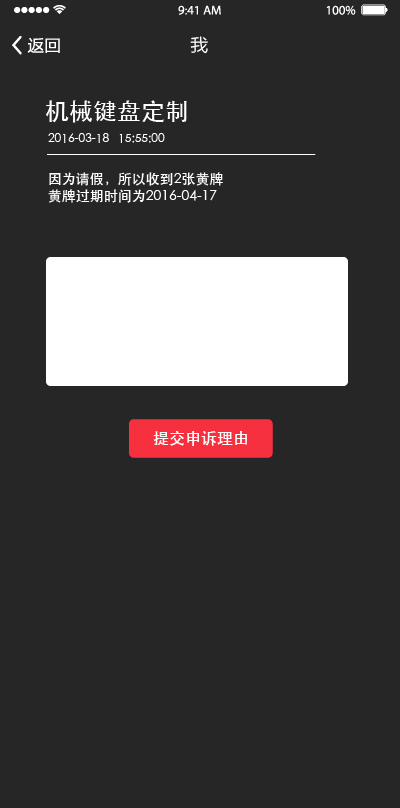 9:41 AM 100%
返回 我
机械键盘定制
2016-03-18 15:55:00
因为请假，所以收到2张黄牌
黄牌过期时间为2016-04-17
提交申诉理由